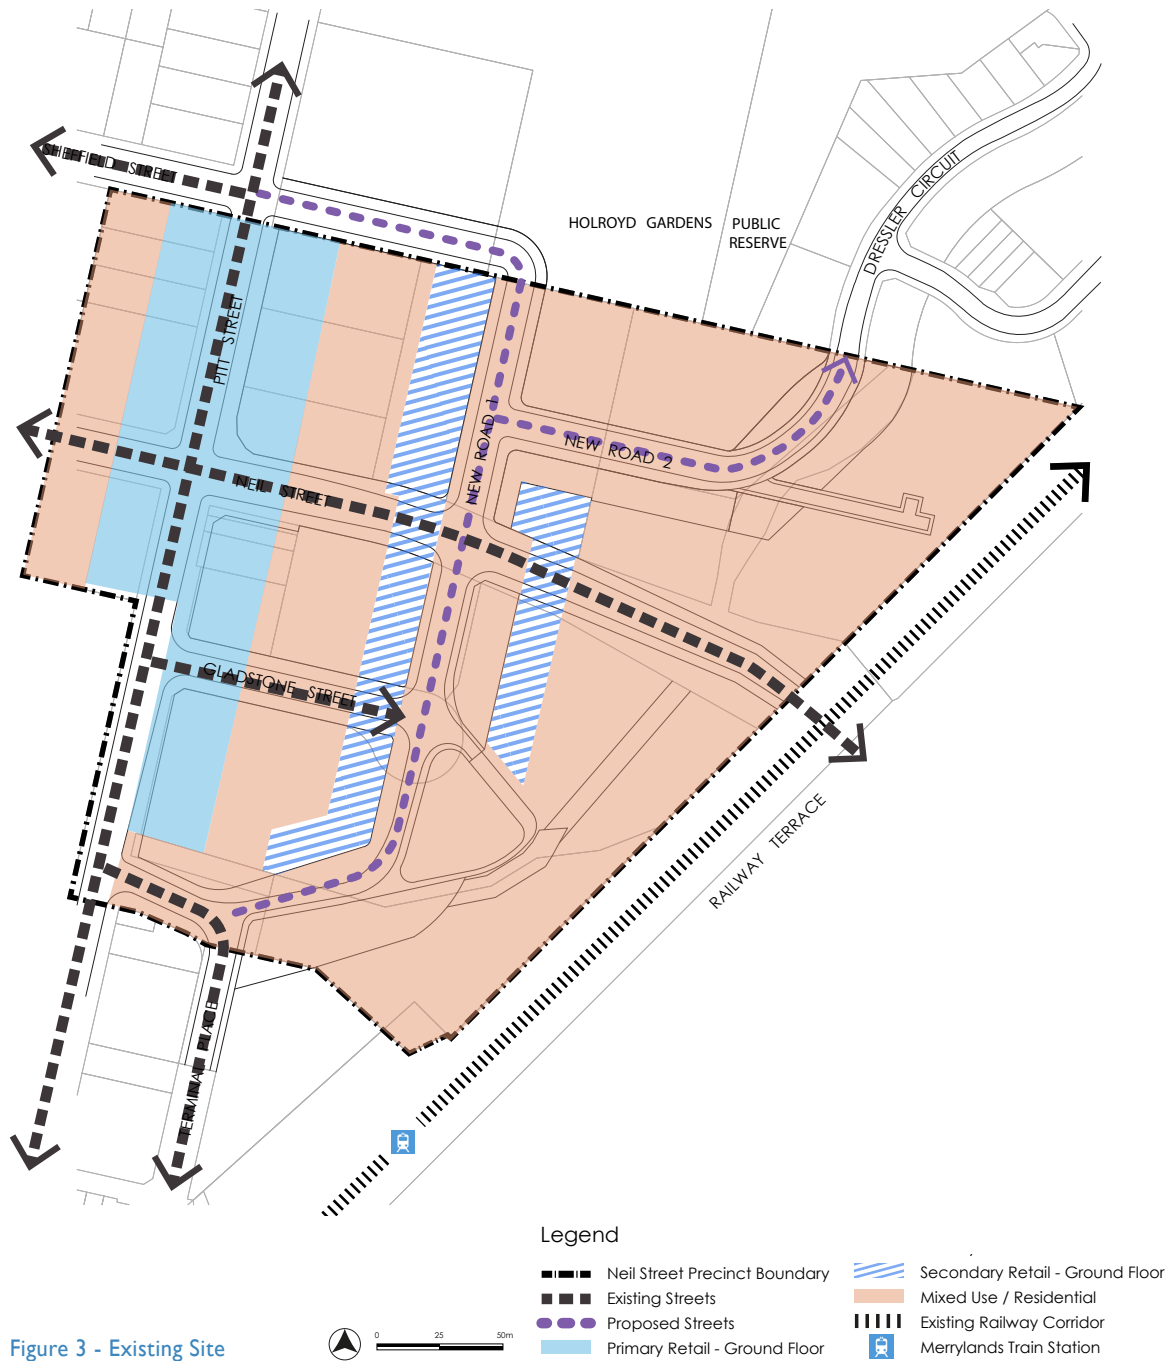 SHEFFIELD STREET
HOLROYD GARDENS PUBLIC
RESERVE
DRESSLER CIRCUIT
PITT STREET
NEW ROAD 1
NEW ROAD 2
NEIL STREET
GLADSTONE STREET
RAILWAY TERRACE
TERMINAL PLACE
Legend
Neil Street Precinct Boundary
Existing Streets
Proposed Streets
Primary Retail - Ground Floor
Secondary Retail - Ground Floor
Mixed Use / Residential
Existing Railway Corridor
Merrylands Train Station
0 25 50m
Figure 3 - Existing Site